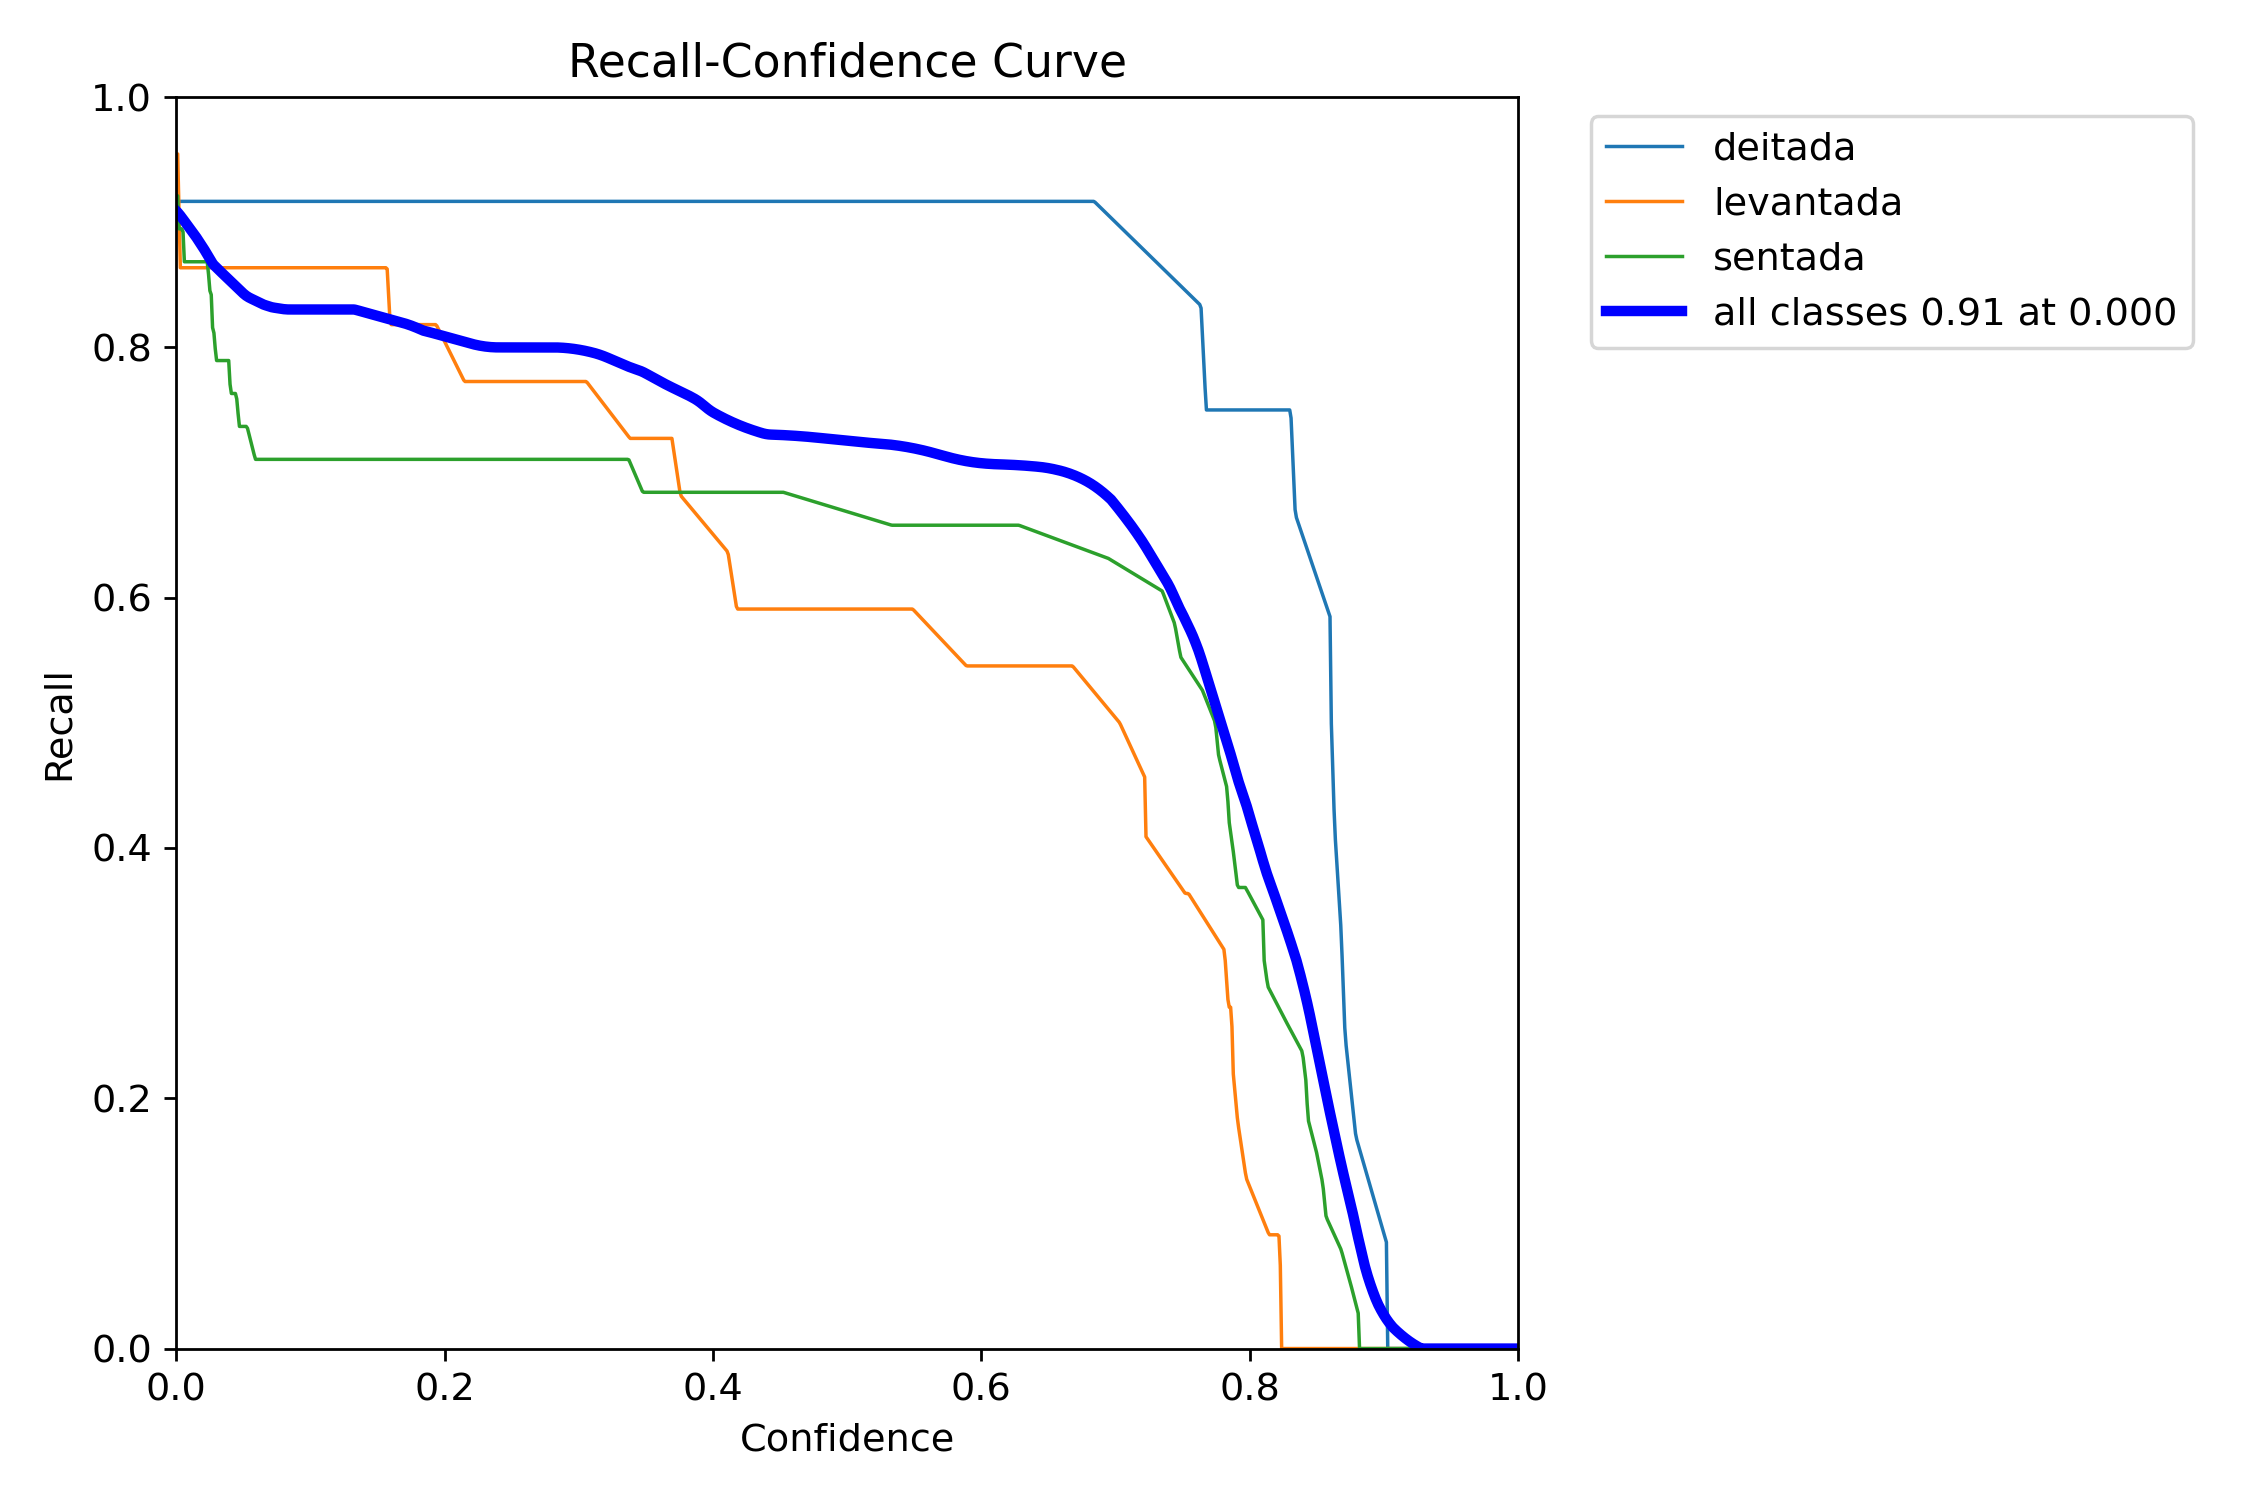 Recall-Confidence Curve
deitada
levantada
sentada
all classes 0.91 at 0.000
1.0
0.8
0.6
0.4
0.2
0.0
Recall
0.0 0.2 0.4 0.6 0.8 1.0
Confidence